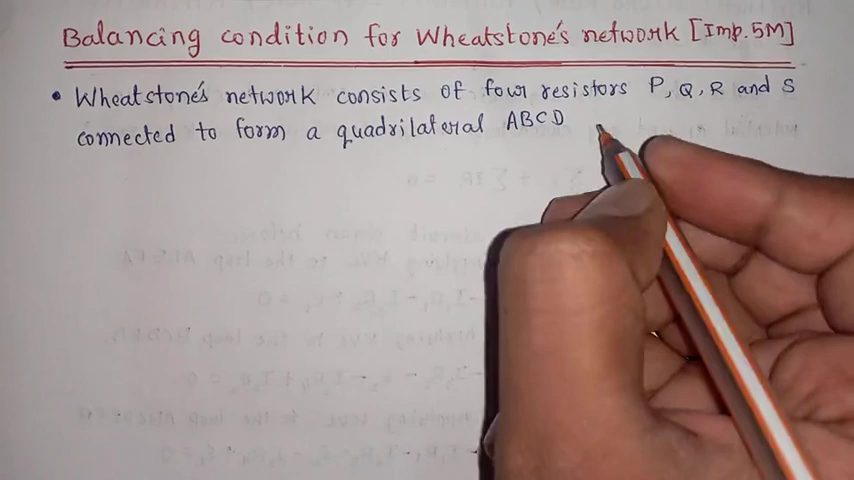 Balancing condition for Wheatstone's network [Imp. 5M]
• Wheatstone's network consists of four resistors P, Q, R and S
connected to form a quadrilateral ABCD